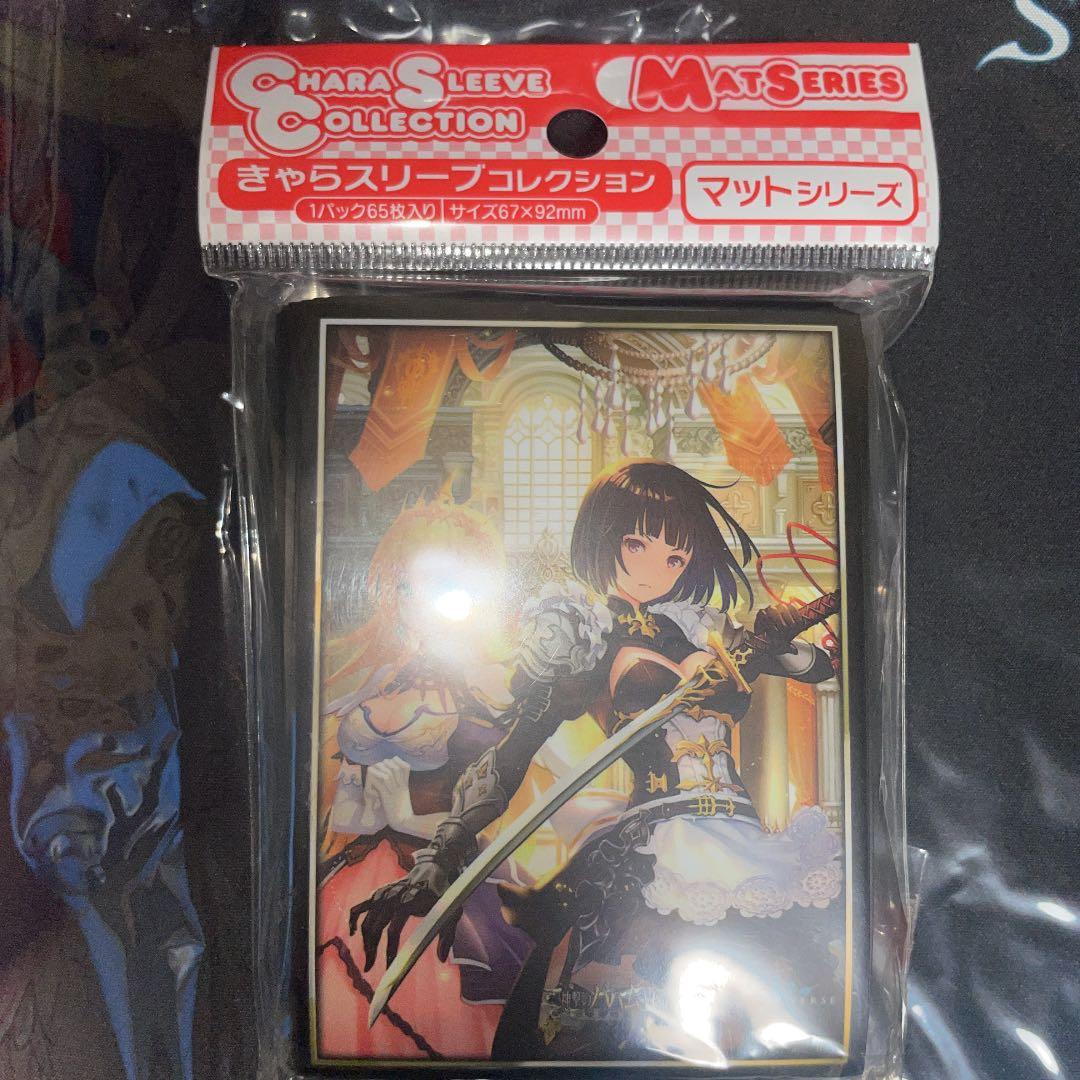 CHARA SLEEVE
COLLECTION
MAT SERIES
きゃらスリーブコレクション
マットシリーズ
1パック65枚入り サイズ67×92mm